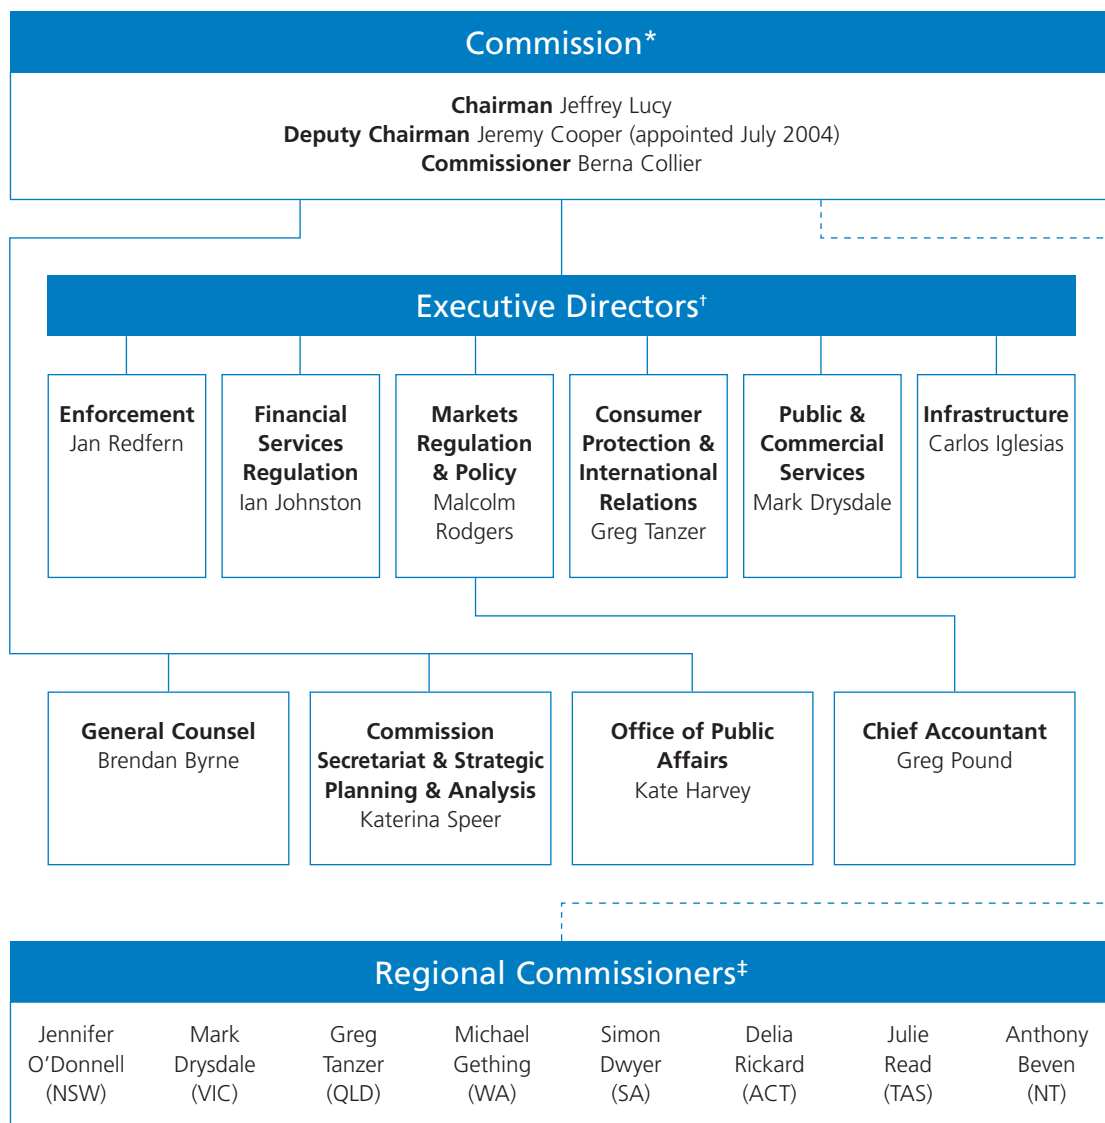 Commission*
Chairman Jeffrey Lucy
Deputy Chairman Jeremy Cooper (appointed July 2004)
Commissioner Berna Collier
Executive Directors†
Enforcement
Jan Redfern
Financial
Services
Regulation
Ian Johnston
Markets
Regulation
& Policy
Malcolm
Rodgers
Consumer
Protection &
International
Relations
Greg Tanzer
Public &
Commercial
Services
Mark Drysdale
Infrastructure
Carlos Iglesias
General Counsel
Brendan Byrne
Commission
Secretariat & Strategic
Planning & Analysis
Katerina Speer
Office of Public
Affairs
Kate Harvey
Chief Accountant
Greg Pound
Regional Commissioners‡
Jennifer
O'Donnell
(NSW)
Mark
Drysdale
(VIC)
Greg
Tanzer
(QLD)
Michael
Gething
(WA)
Simon
Dwyer
(SA)
Delia
Rickard
(ACT)
Julie
Read
(TAS)
Anthony
Beven
(NT)